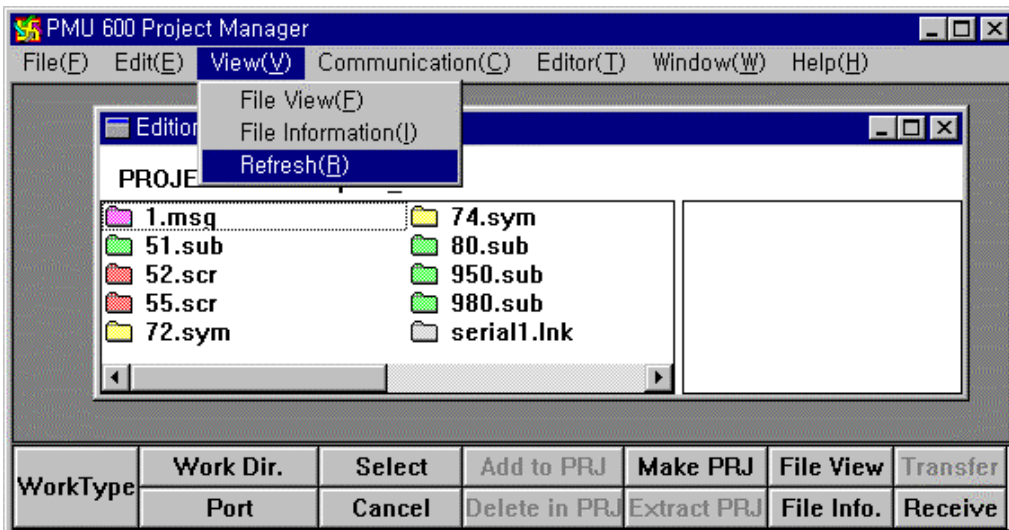 PMU 600 Project Manager
File(F) Edit(E) View(V) Communication(C) Editor(T) Window(W) Help(H)
File View(F)
Edition File Information(I)
Refresh(R)
PROJE
1.msq 74.sym
51.sub 80.sub
52.scr 950.sub
55.scr 980.sub
72.sym serial1.lnk
WorkType Work Dir. Select Add to PRJ Make PRJ File View Transfer
Port Cancel Delete in PRJ Extract PRJ File Info. Receive